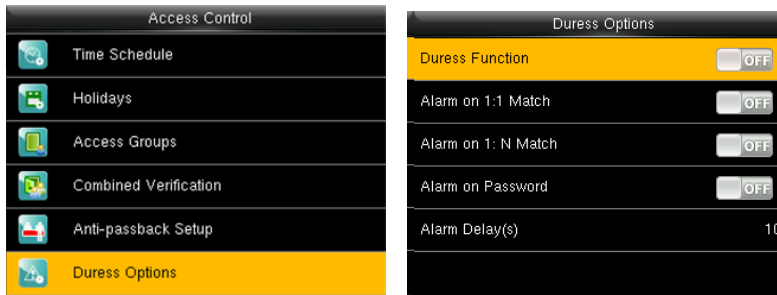 Access Control
Time Schedule
Holidays
Access Groups
Combined Verification
Anti-passback Setup
Duress Options
Duress Options
Duress Function OFF
Alarm on 1:1 Match OFF
Alarm on 1: N Match OFF
Alarm on Password OFF
Alarm Delay(s) 10